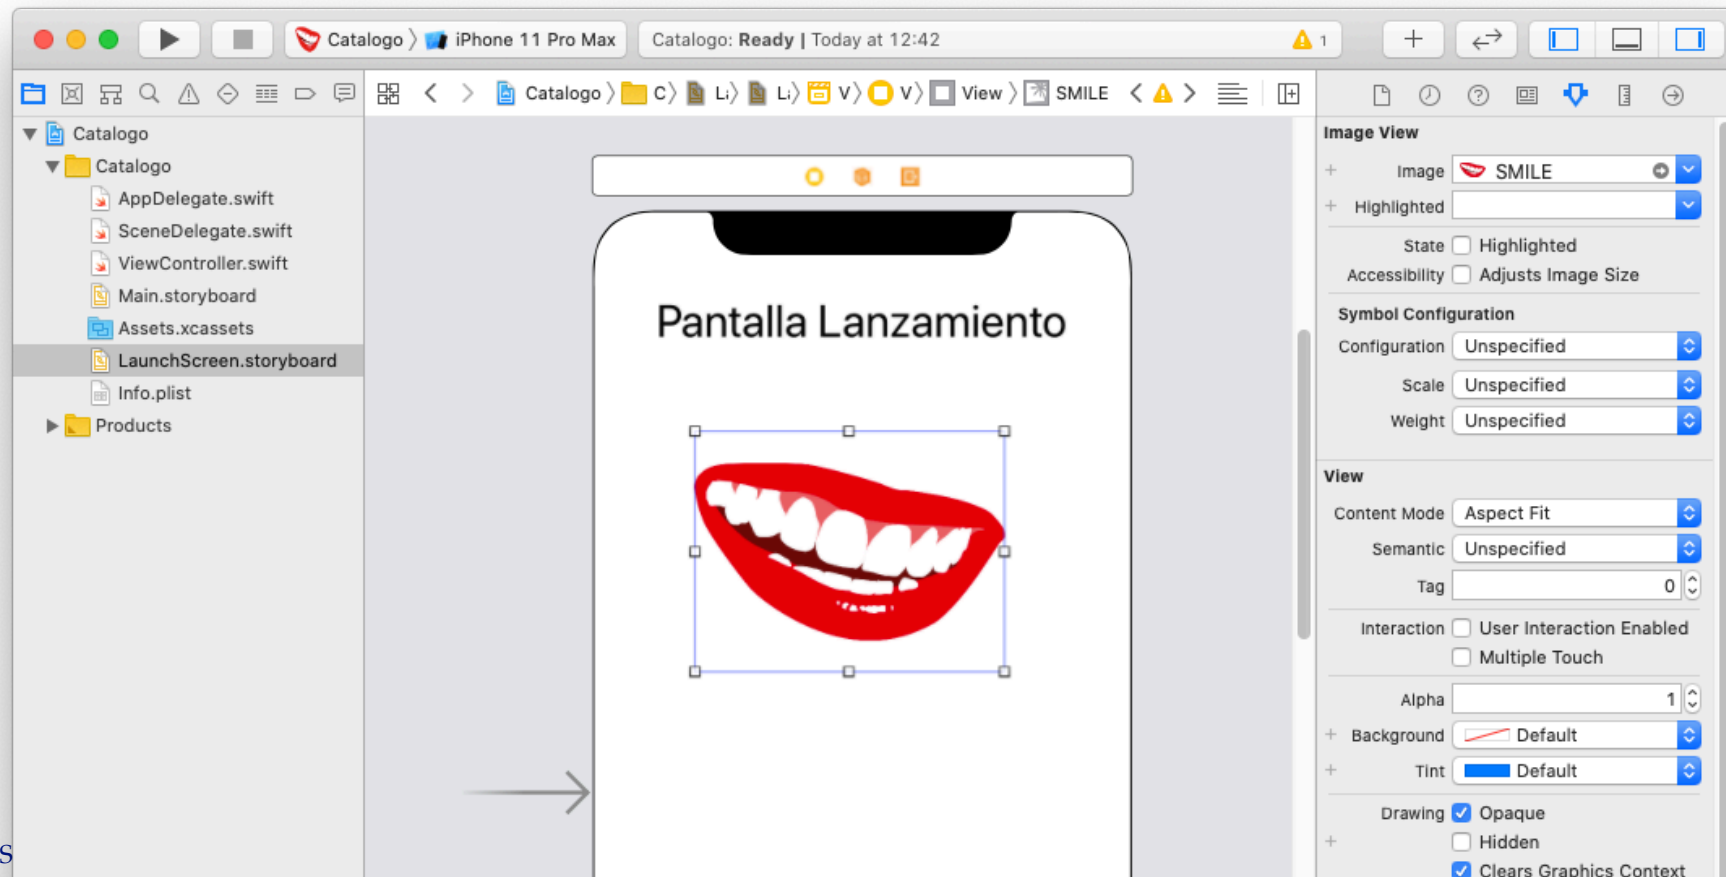 Catalogo 〉 iPhone 11 Pro Max
Catalogo: Ready | Today at 12:42
1
Catalogo 〉 C〉 Li〉 Li〉 V〉 V〉 View 〉 SMILE
Catalogo
Catalogo
AppDelegate.swift
SceneDelegate.swift
ViewController.swift
Main.storyboard
Assets.xcassets
LaunchScreen.storyboard
Info.plist
Products
Pantalla Lanzamiento
Image View
Image SMILE
Highlighted
State Highlighted
Accessibility Adjusts Image Size
Symbol Configuration
Configuration Unspecified
Scale Unspecified
Weight Unspecified
View
Content Mode Aspect Fit
Semantic Unspecified
Tag 0
Interaction User Interaction Enabled
Multiple Touch
Alpha 1
Background Default
Tint Default
Drawing Opaque
Hidden
Clears Graphics Context
s